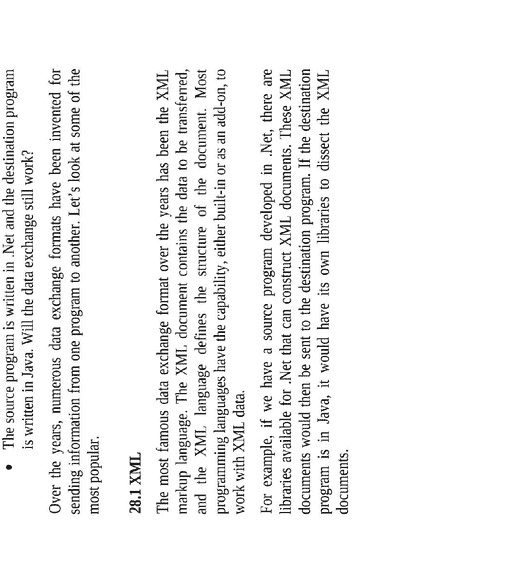 • The source program is written in .Net and the destination program
is written in Java. Will the data exchange still work?
Over the years, numerous data exchange formats have been invented for
sending information from one program to another. Let's look at some of the
most popular.
28.1 XML
The most famous data exchange format over the years has been the XML
markup language. The XML document contains the data to be transferred,
and the XML language defines the structure of the document. Most
programming languages have the capability, either built-in or as an add-on, to
work with XML data.
For example, if we have a source program developed in .Net, there are
libraries available for .Net that can construct XML documents. These XML
documents would then be sent to the destination program. If the destination
program is in Java, it would have its own libraries to dissect the XML
documents.